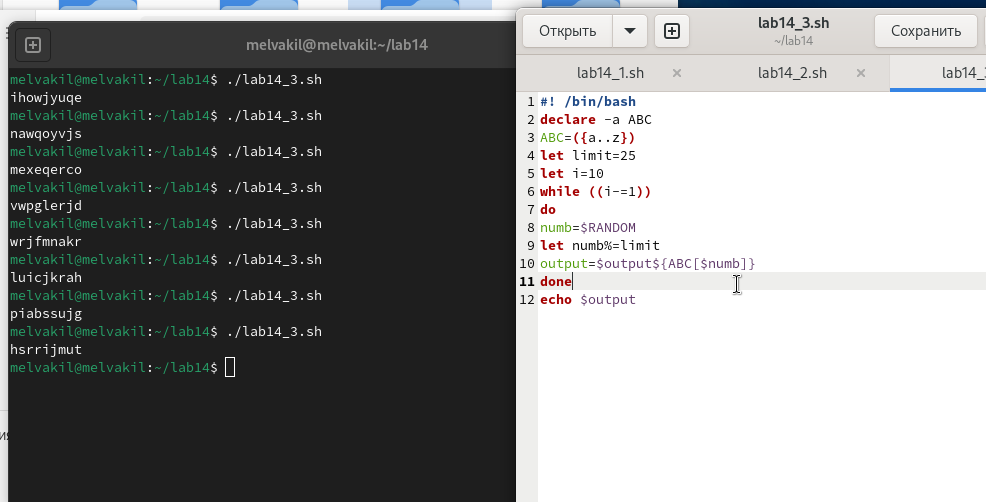 melvakil@melvakil:~/lab14
melvakil@melvakil:~/lab14$ ./lab14_3.sh
ihowjyuqe
melvakil@melvakil:~/lab14$ ./lab14_3.sh
nawqoyvjs
melvakil@melvakil:~/lab14$ ./lab14_3.sh
mexeqerco
melvakil@melvakil:~/lab14$ ./lab14_3.sh
vwpglerjd
melvakil@melvakil:~/lab14$ ./lab14_3.sh
wrjfmnakr
melvakil@melvakil:~/lab14$ ./lab14_3.sh
luicjkrah
melvakil@melvakil:~/lab14$ ./lab14_3.sh
piabssujg
melvakil@melvakil:~/lab14$ ./lab14_3.sh
hsrrijmut
melvakil@melvakil:~/lab14$
Открыть
lab14_3.sh
~/lab14
Сохранить
lab14_1.sh × lab14_2.sh × lab14_3
1 #! /bin/bash
2 declare -a ABC
3 ABC=({a..z})
4 let limit=25
5 let i=10
6 while ((i-=1))
7 do
8 numb=$RANDOM
9 let numb%=limit
10 output=$output${ABC[$numb]}
11 done
12 echo $output